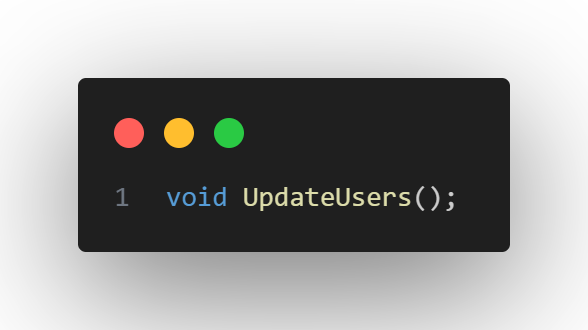 1 void UpdateUsers();